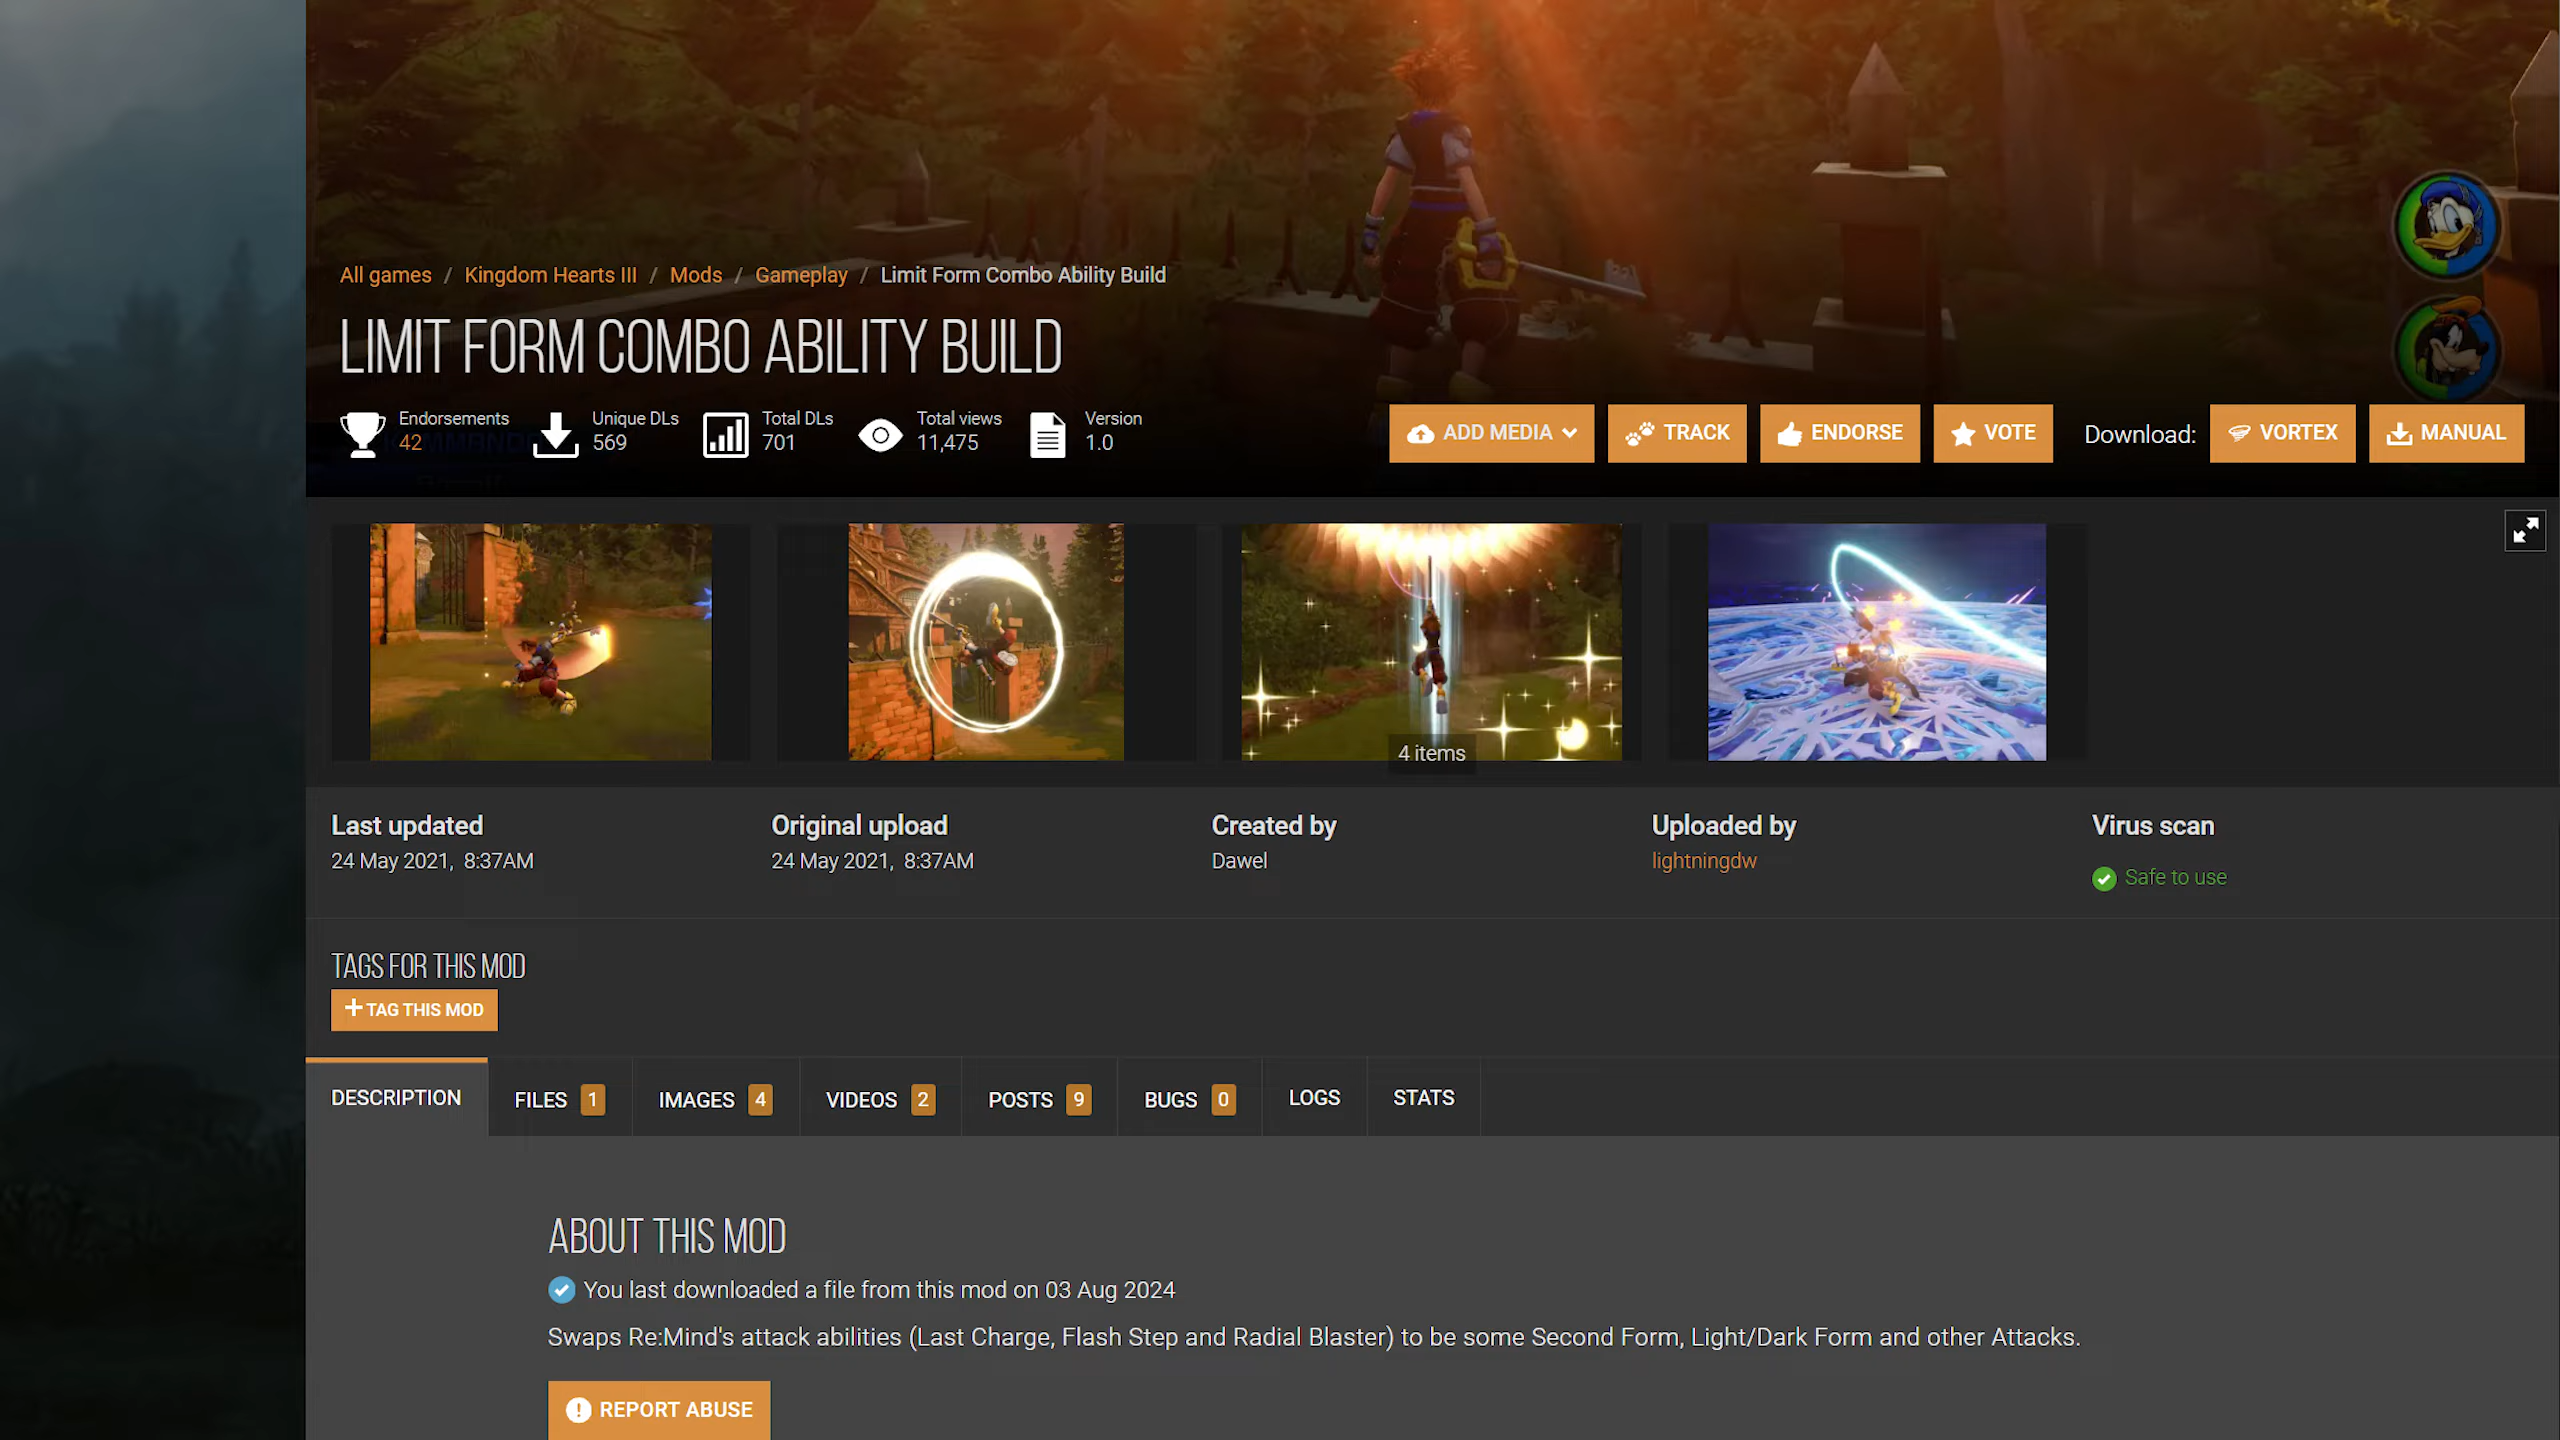 All games / Kingdom Hearts III / Mods / Gameplay / Limit Form Combo Ability Build
LIMIT FORM COMBO ABILITY BUILD
Endorsements
42
Unique DLs
569
Total DLs
701
Total views
11,475
Version
1.0
ADD MEDIA
TRACK
ENDORSE
VOTE
Download:
VORTEX
MANUAL
4 items
Last updated
24 May 2021, 8:37AM
Original upload
24 May 2021, 8:37AM
Created by
Dawel
Uploaded by
lightningdw
Virus scan
Safe to use
TAGS FOR THIS MOD
+ TAG THIS MOD
DESCRIPTION
FILES 1
IMAGES 4
VIDEOS 2
POSTS 9
BUGS 0
LOGS
STATS
ABOUT THIS MOD
You last downloaded a file from this mod on 03 Aug 2024
Swaps Re:Mind's attack abilities (Last Charge, Flash Step and Radial Blaster) to be some Second Form, Light/Dark Form and other Attacks.
REPORT ABUSE